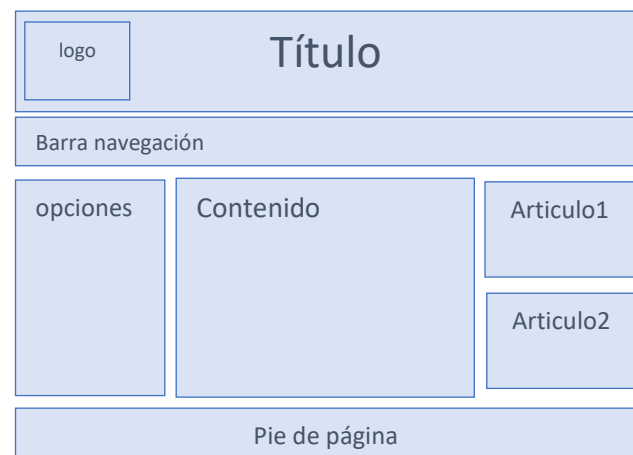 logo
Título
Barra navegación
opciones
Contenido
Articulo1
Articulo2
Pie de página